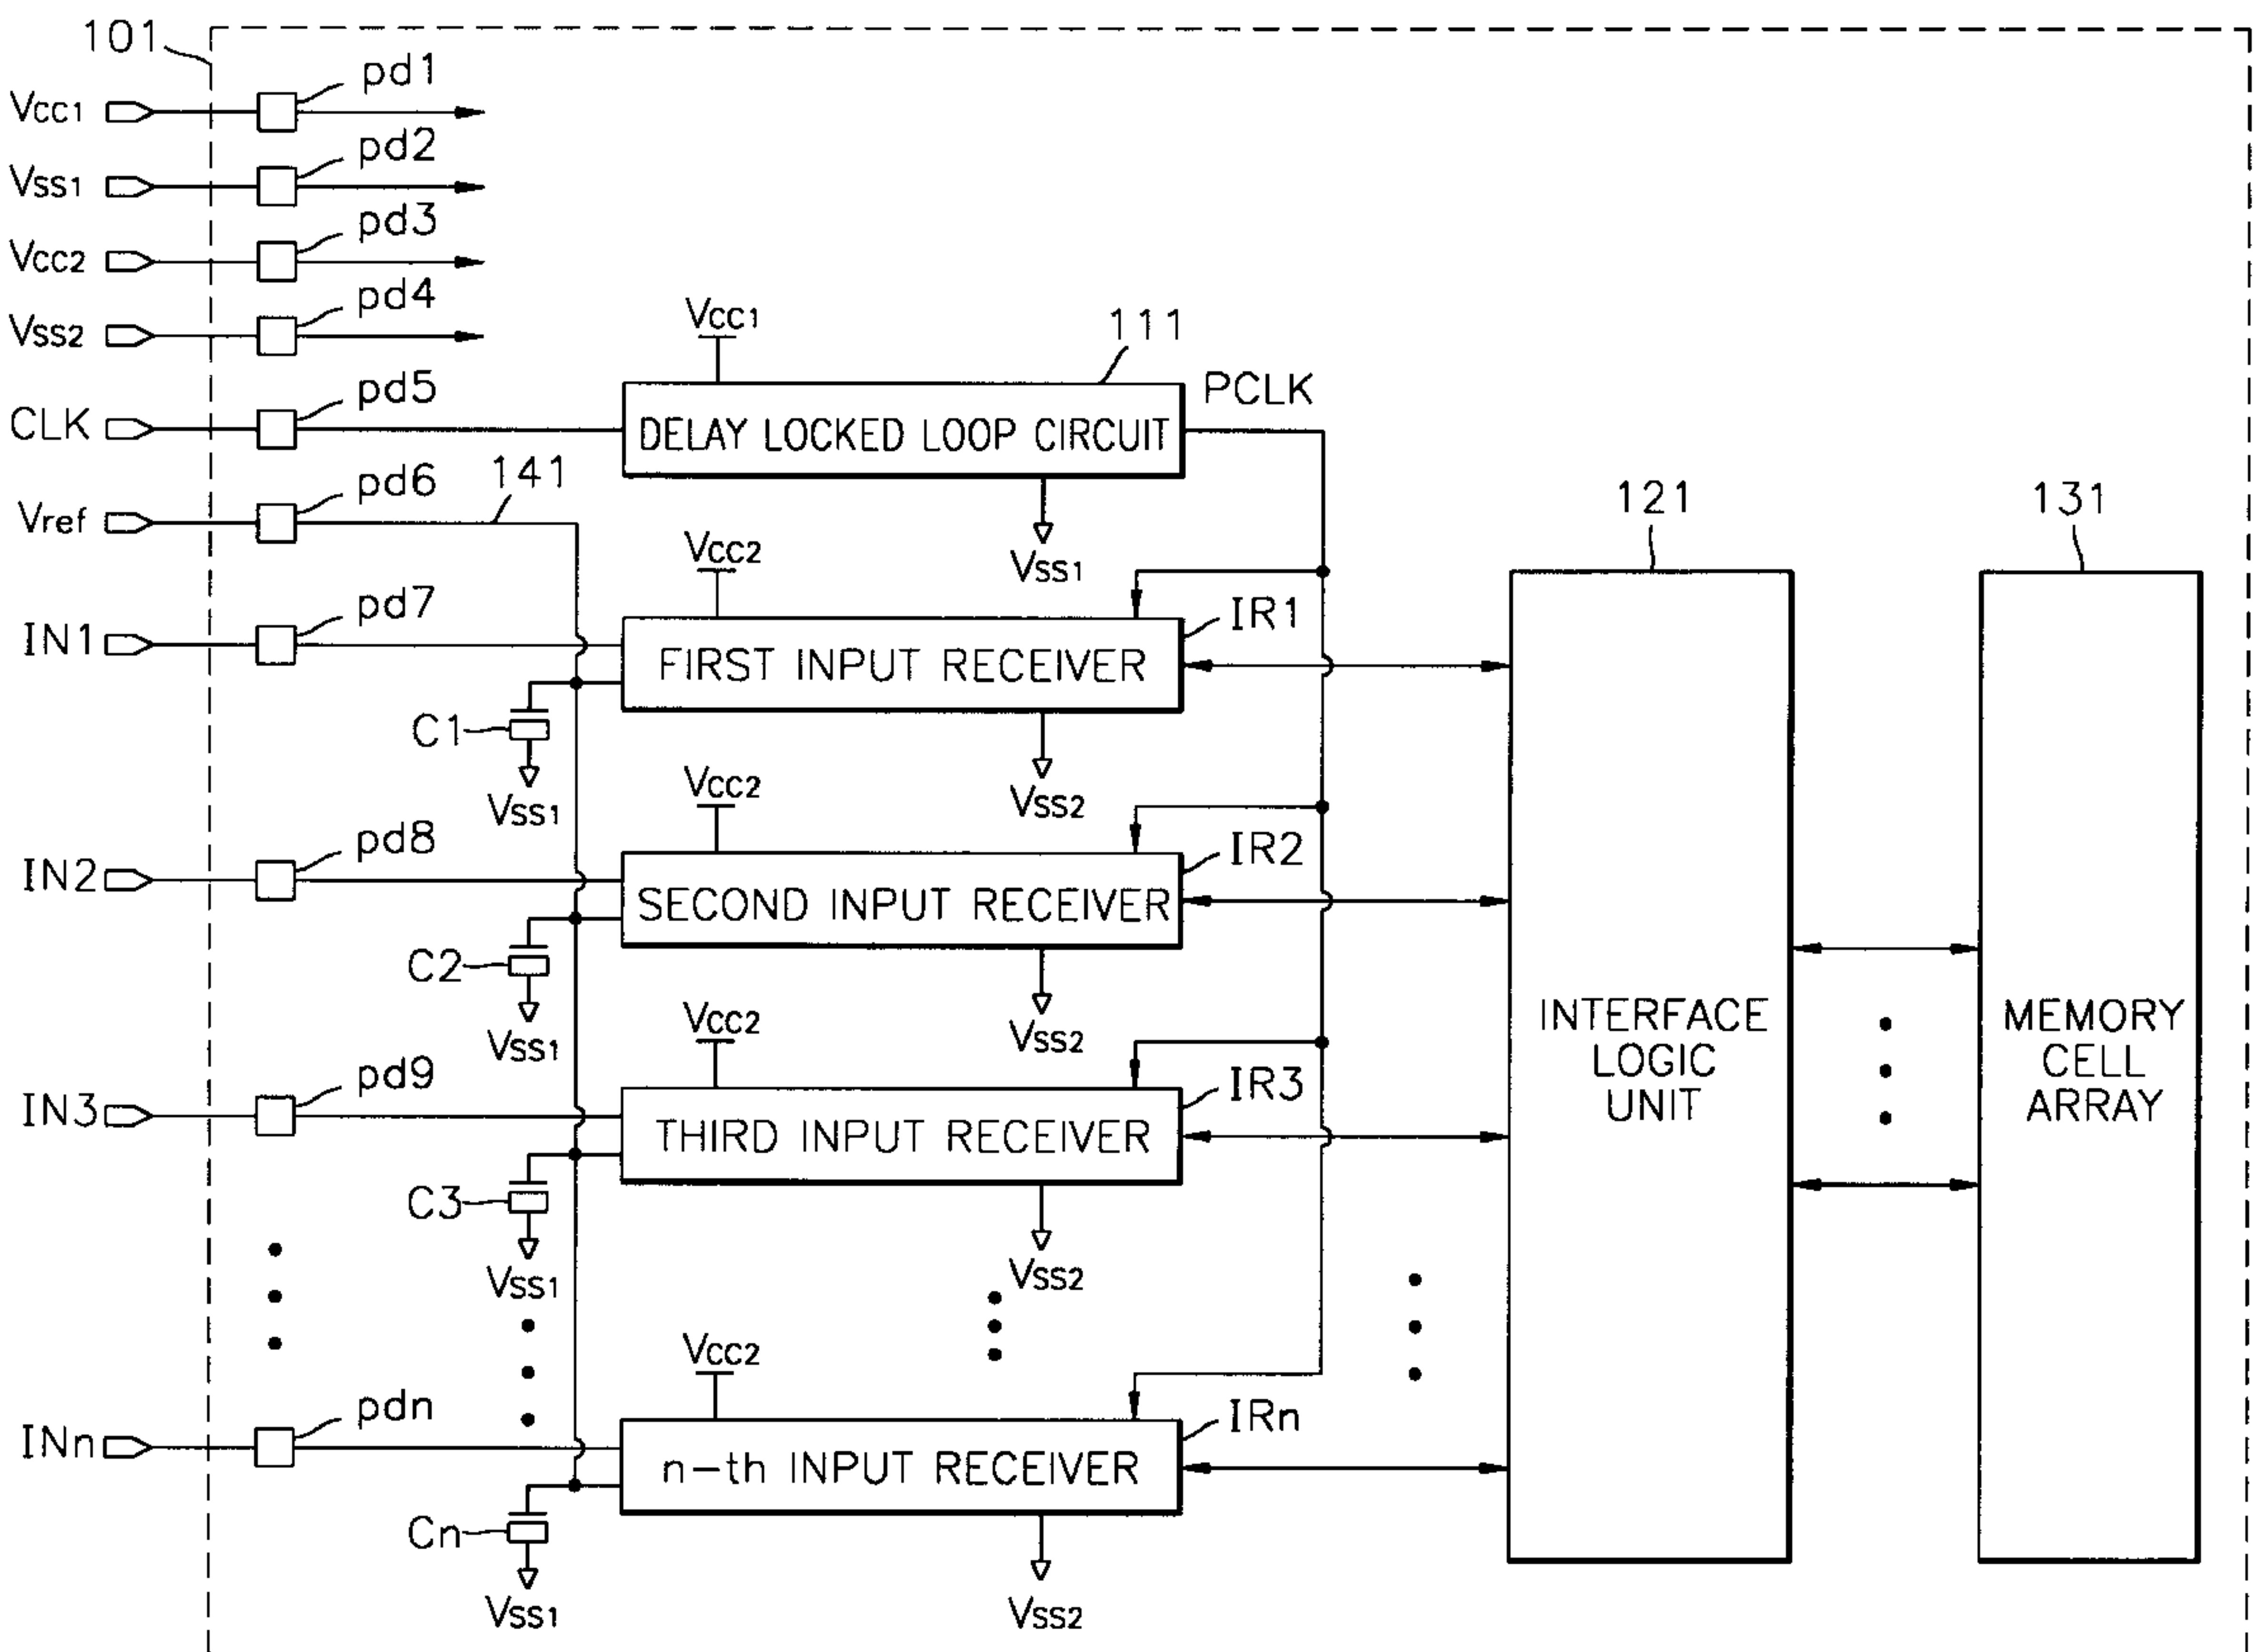 101
VCC1
pd1
VSS1
pd2
VCC2
pd3
VSS2
pd4
CLK
pd5
VCC1
111
DELAY LOCKED LOOP CIRCUIT
PCLK
VSS1
Vref
pd6
141
IN1
pd7
VCC2
FIRST INPUT RECEIVER
IR1
C1
VSS1
VSS2
IN2
pd8
VCC2
SECOND INPUT RECEIVER
IR2
C2
VSS1
VSS2
IN3
pd9
VCC2
THIRD INPUT RECEIVER
IR3
C3
VSS1
VSS2
INn
pdn
VCC2
n-th INPUT RECEIVER
IRn
Cn
VSS1
VSS2
121
INTERFACE
LOGIC
UNIT
131
MEMORY
CELL
ARRAY